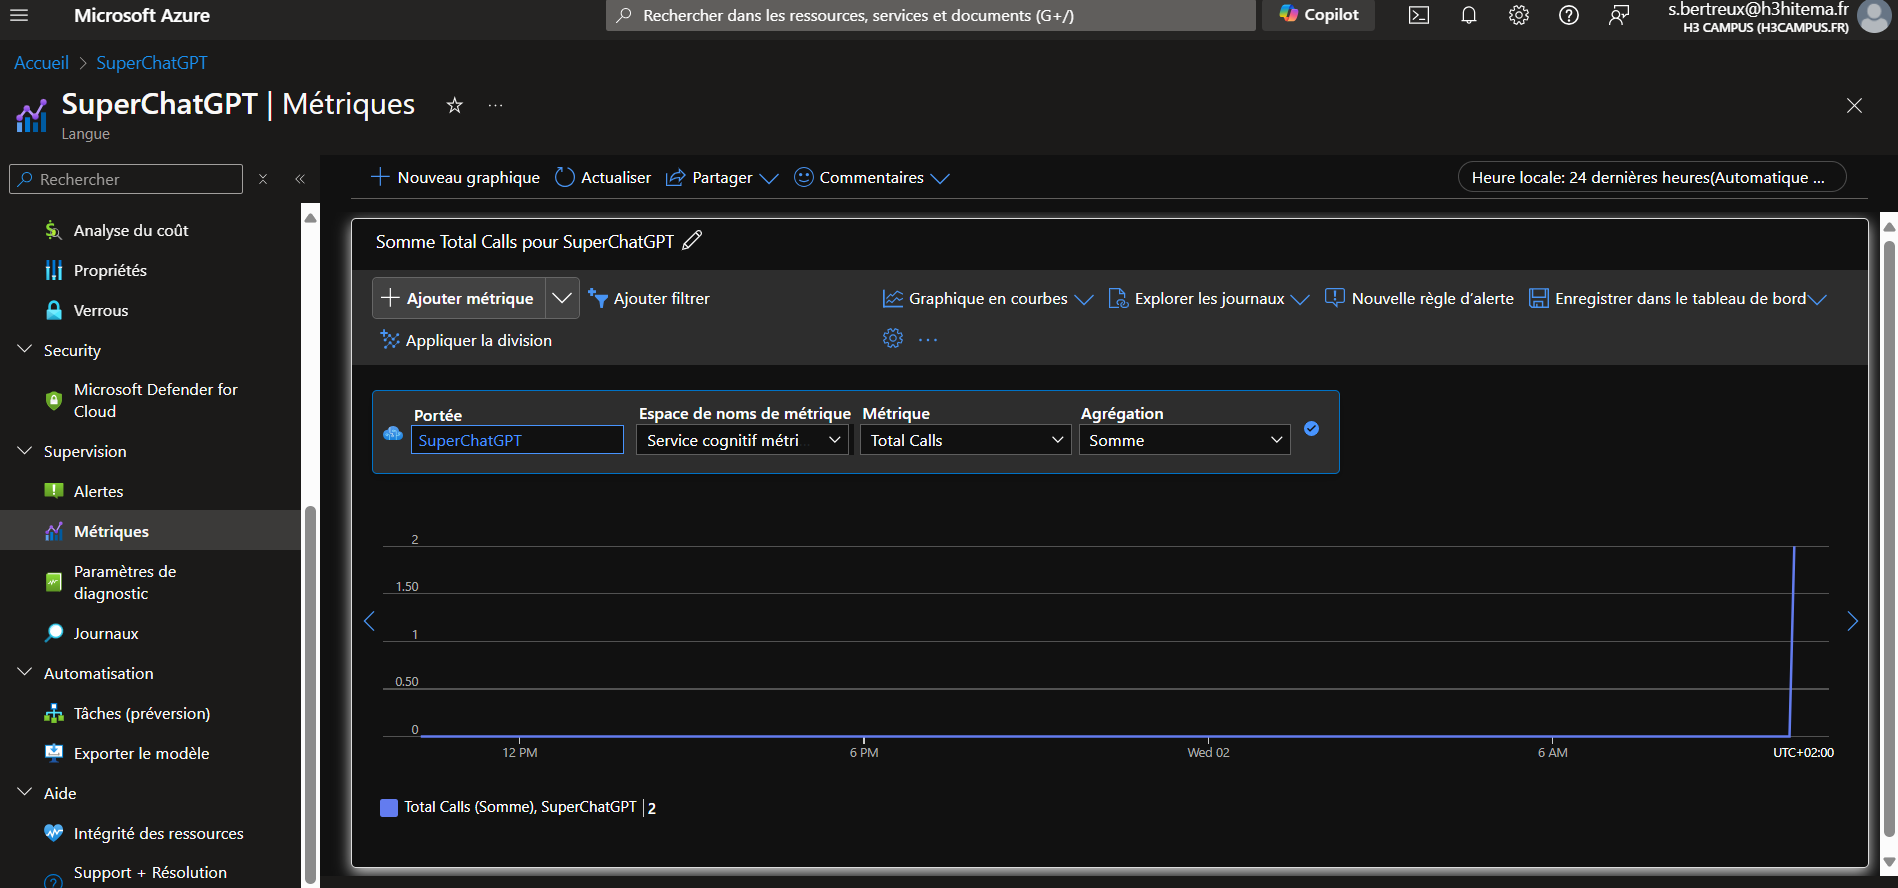 Microsoft Azure
Rechercher dans les ressources, services et documents (G+/)
Copilot
s.bertreux@h3hitema.fr
H3 CAMPUS (H3CAMPUS.FR)
Accueil > SuperChatGPT
SuperChatGPT | Métriques
Langue
Rechercher
Analyse du coût
Propriétés
Verrous
Security
Microsoft Defender for
Cloud
Supervision
Alertes
Métriques
Paramètres de
diagnostic
Journaux
Automatisation
Tâches (préversion)
Exporter le modèle
Aide
Intégrité des ressources
Support + Résolution
Nouveau graphique
Actualiser
Partager
Commentaires
Heure locale: 24 dernières heures(Automatique ...
Somme Total Calls pour SuperChatGPT
Ajouter métrique
Ajouter filtrer
Appliquer la division
Graphique en courbes
Explorer les journaux
Nouvelle règle d'alerte
Enregistrer dans le tableau de bord
Portée
SuperChatGPT
Espace de noms de métrique
Service cognitif métri
Métrique
Total Calls
Agrégation
Somme
2
1.50
1
0.50
0
12 PM
6 PM
Wed 02
6 AM
UTC+02:00
Total Calls (Somme), SuperChatGPT | 2